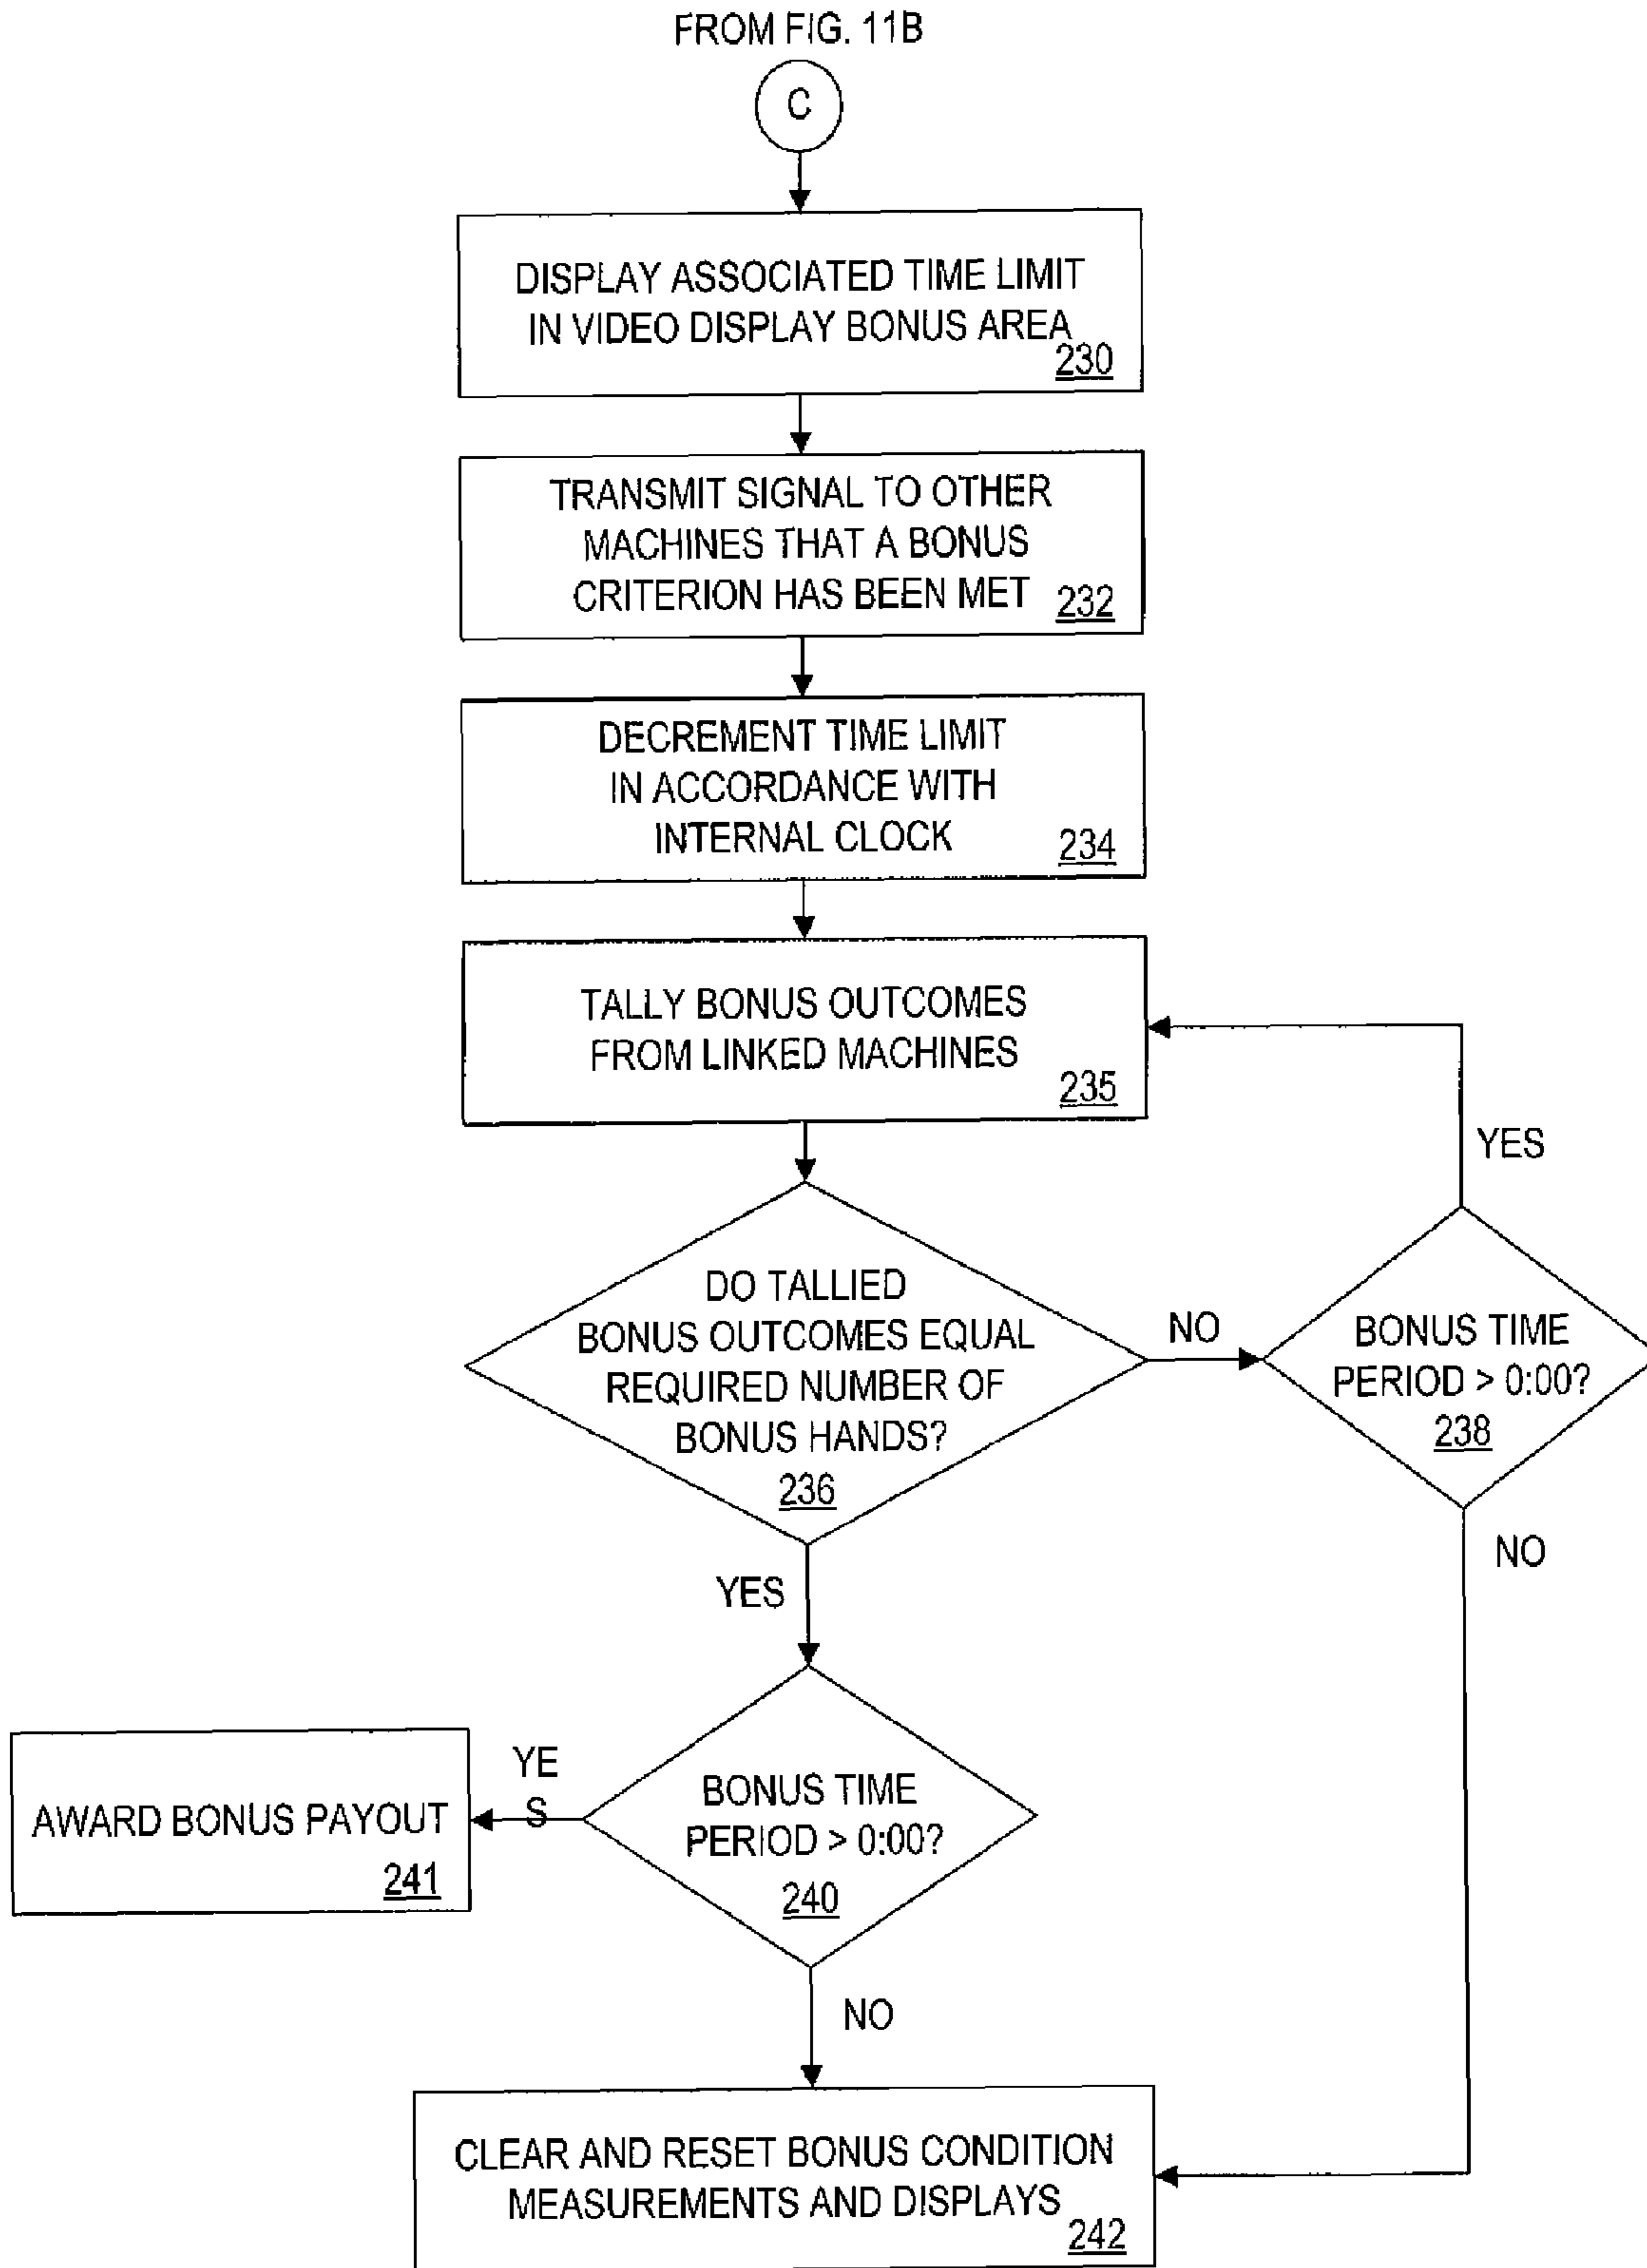 FROM FIG. 11B
C
DISPLAY ASSOCIATED TIME LIMIT
IN VIDEO DISPLAY BONUS AREA
230
TRANSMIT SIGNAL TO OTHER
MACHINES THAT A BONUS
CRITERION HAS BEEN MET
232
DECREMENT TIME LIMIT
IN ACCORDANCE WITH
INTERNAL CLOCK
234
TALLY BONUS OUTCOMES
FROM LINKED MACHINES
235
YES
DO TALLIED
BONUS OUTCOMES EQUAL
REQUIRED NUMBER OF
BONUS HANDS?
236
NO
BONUS TIME
PERIOD > 0:00?
238
NO
YES
BONUS TIME
PERIOD > 0:00?
240
YE
S
AWARD BONUS PAYOUT
241
NO
CLEAR AND RESET BONUS CONDITION
MEASUREMENTS AND DISPLAYS
242